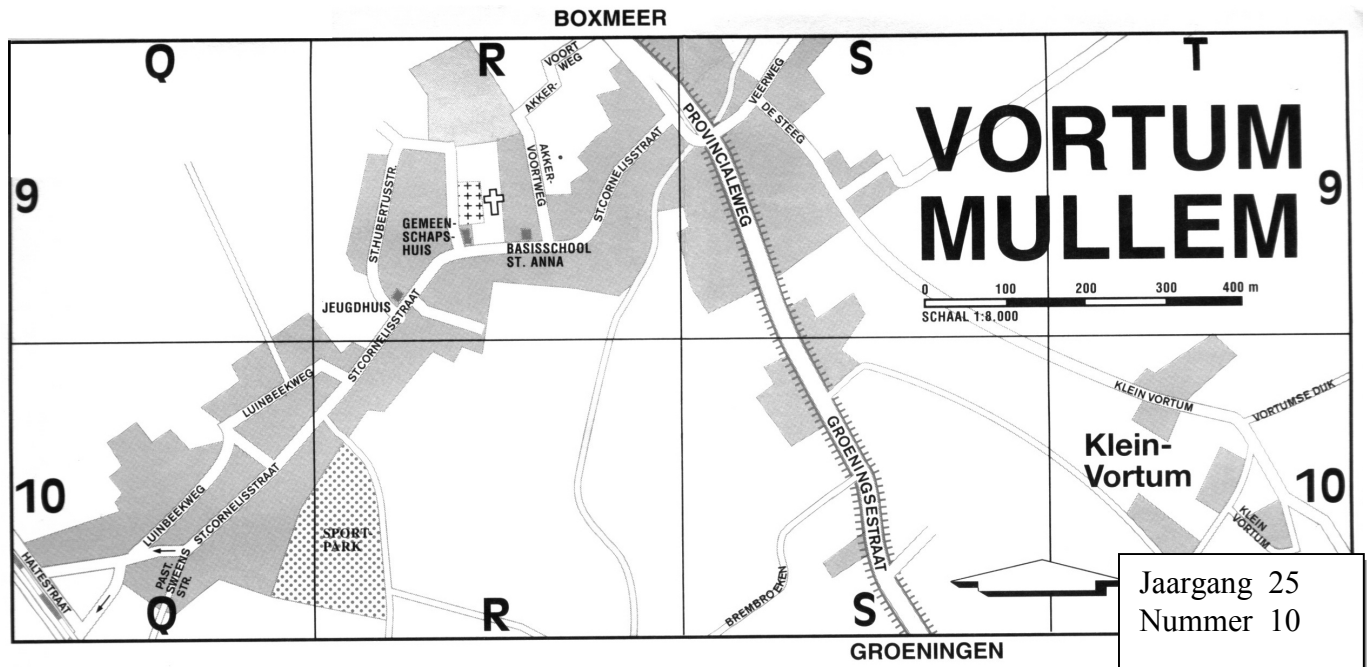 BOXMEER
Q
R
S
T
9
9
10
10
Q
R
S
VORTUM
MULLEM
0 100 200 300 400 m
SCHAAL 1:8.000
VOORT
WEG
AKKER-
AKKER-
VOORTWEG
ST.HUBERTUSSTR.
GEMEEN-
SCHAPS-
HUIS
BASISSCHOOL
ST. ANNA
JEUGDHUIS
ST.CORNELISSTRAAT
ST.CORNELISSTRAAT
PROVINCIALEWEG
VEERWEG
DE STEEG
LUINBEEKWEG
LUINBEEKWEG
ST.CORNELISSTRAAT
SPORT-
PARK
HALTESTRAAT
PAST.
SWEENS
STR.
GROENINGSESTRAAT
BREMBROEKEN
KLEIN VORTUM
VORTUMSE DIJK
Klein-
Vortum
KLEIN
VORTUM
Jaargang 25
Nummer 10
GROENINGEN